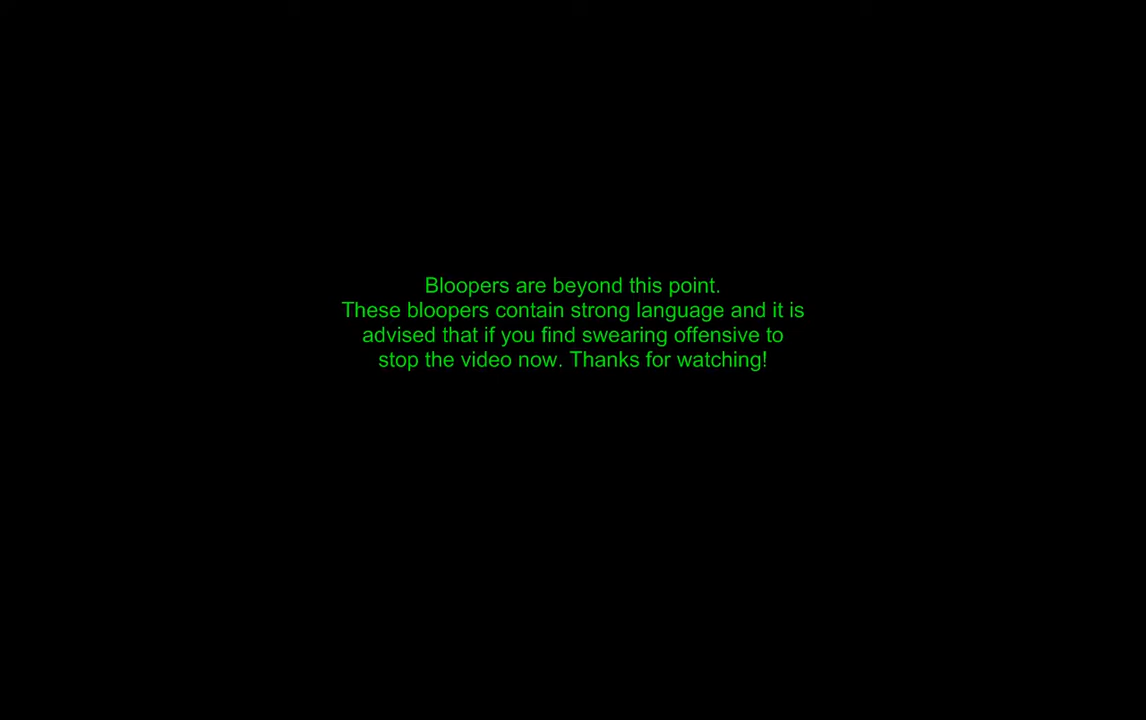 Bloopers are beyond this point.
These bloopers contain strong language and it is
advised that if you find swearing offensive to
stop the video now. Thanks for watching!